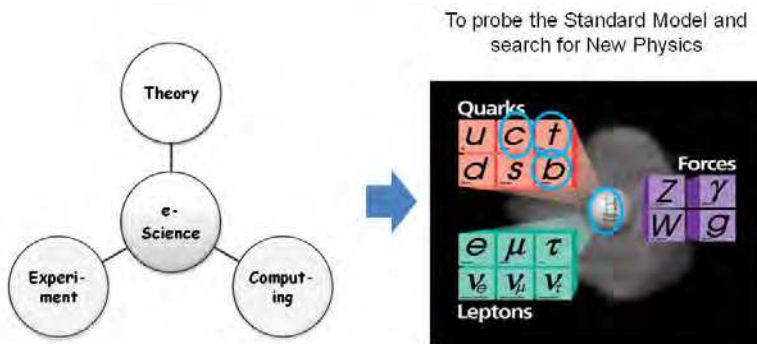 To probe the Standard Model and
search for New Physics
Theory
e-
Science
Experi-
ment
Comput-
ing
Quarks
u c t
d s b
Forces
Z γ
W g
e μ τ
νe νμ ντ
Leptons